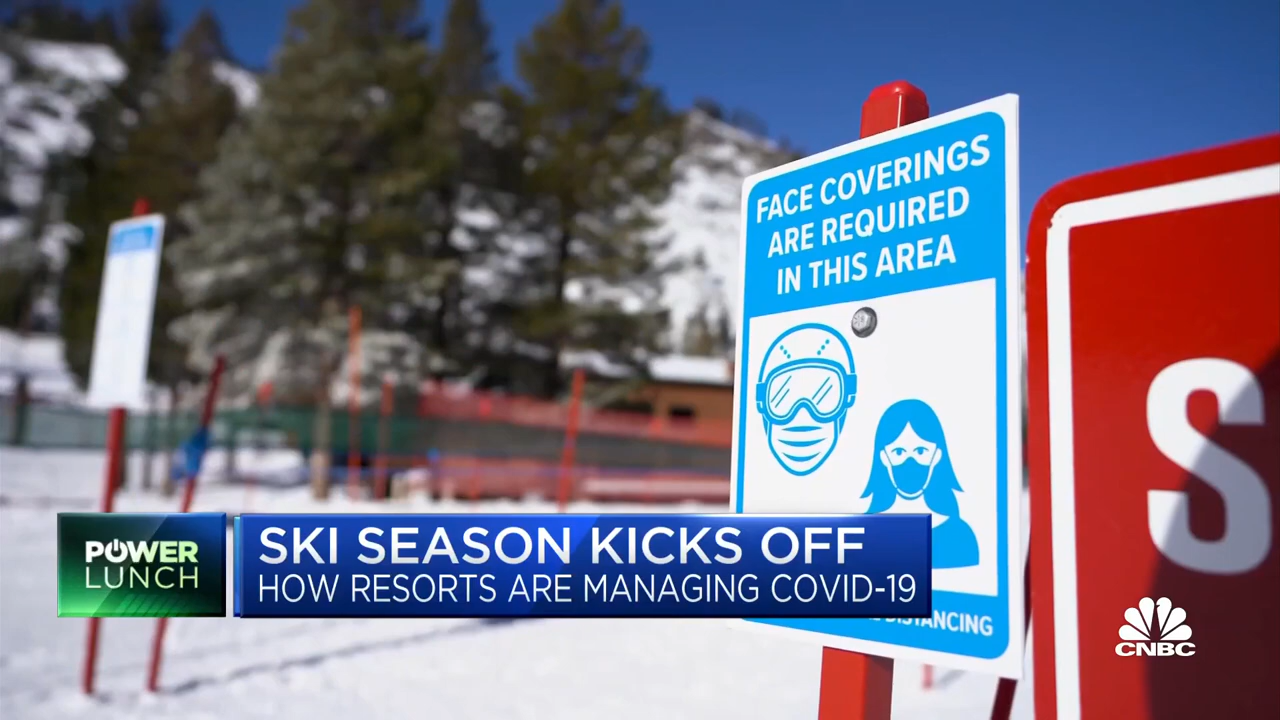 FACE COVERINGS
ARE REQUIRED
IN THIS AREA
DISTANCING
S
POWER
LUNCH
SKI SEASON KICKS OFF
HOW RESORTS ARE MANAGING COVID-19
CNBC